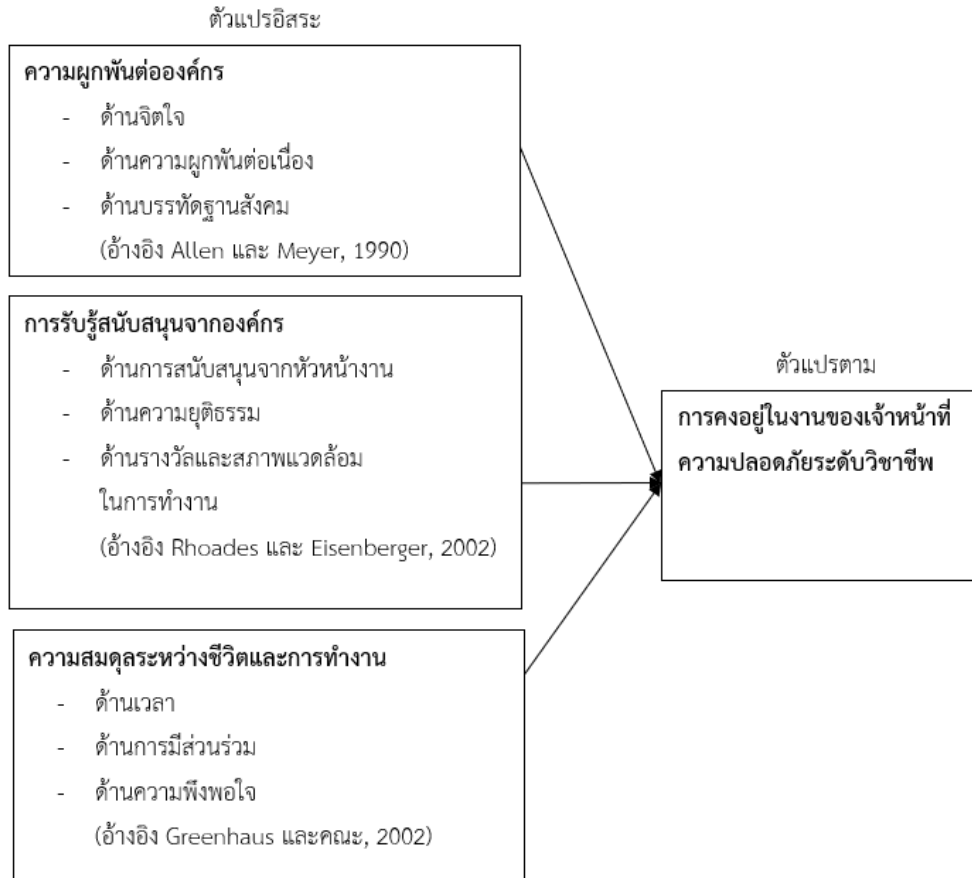 ตัวแปรอิสระ
ความผูกพันต่อองค์กร
- ด้านจิตใจ
- ด้านความผูกพันต่อเนื่อง
- ด้านบรรทัดฐานสังคม
(อ้างอิง Allen และ Meyer, 1990)
การรับรู้สนับสนุนจากองค์กร
- ด้านการสนับสนุนจากหัวหน้างาน
- ด้านความยุติธรรม
- ด้านรางวัลและสภาพแวดล้อม
ในการทำงาน
(อ้างอิง Rhoades และ Eisenberger, 2002)
ความสมดุลระหว่างชีวิตและการทำงาน
- ด้านเวลา
- ด้านการมีส่วนร่วม
- ด้านความพึงพอใจ
(อ้างอิง Greenhaus และคณะ, 2002)
ตัวแปรตาม
การคงอยู่ในงานของเจ้าหน้าที่
ความปลอดภัยระดับวิชาชีพ